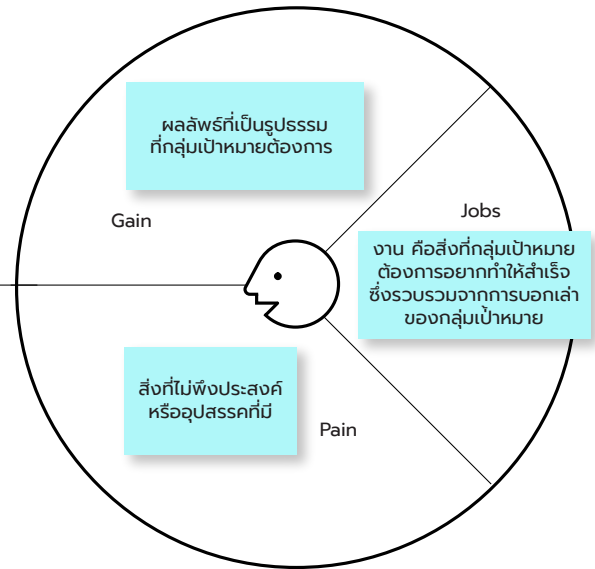 ผลลัพธ์ที่เป็นรูปธรรม
ที่กลุ่มเป้าหมายต้องการ
Gain
Jobs
งาน คือสิ่งที่กลุ่มเป้าหมาย
ต้องการอยากทำให้สำเร็จ
ซึ่งรวบรวมจากการบอกเล่า
ของกลุ่มเป้าหมาย
สิ่งที่ไม่พึงประสงค์
หรืออุปสรรคที่มี
Pain